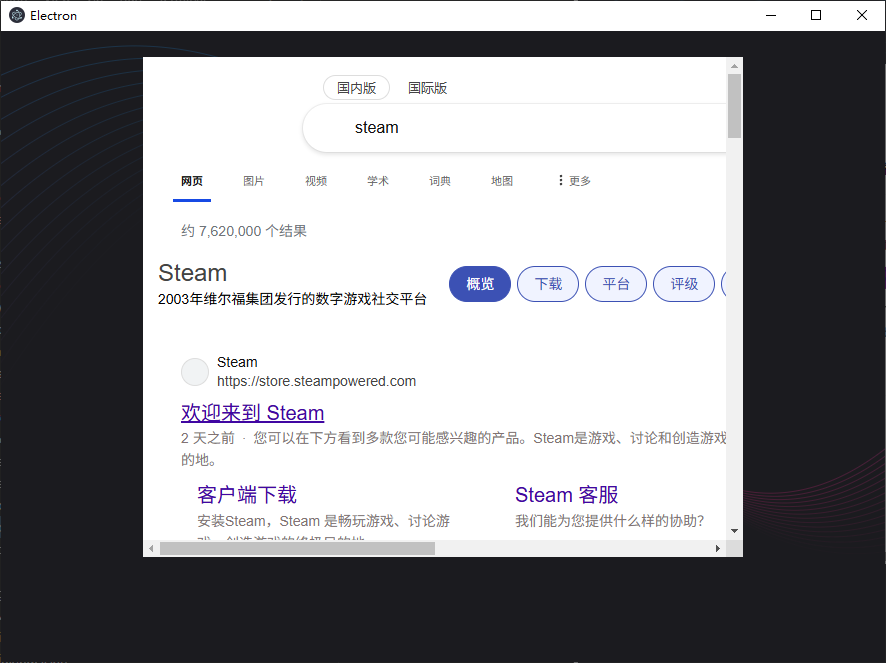 Electron
国内版 国际版
steam
网页 图片 视频 学术 词典 地图 更多
约 7,620,000 个结果
Steam
2003年维尔福集团发行的数字游戏社交平台
概览 下载 平台 评级
Steam
https://store.steampowered.com
欢迎来到 Steam
2 天之前 · 您可以在下方看到多款您可能感兴趣的产品。Steam是游戏、讨论和创造游戏
的地。
客户端下载 Steam 客服
安装Steam，Steam 是畅玩游戏、讨论游 我们能为您提供什么样的协助？